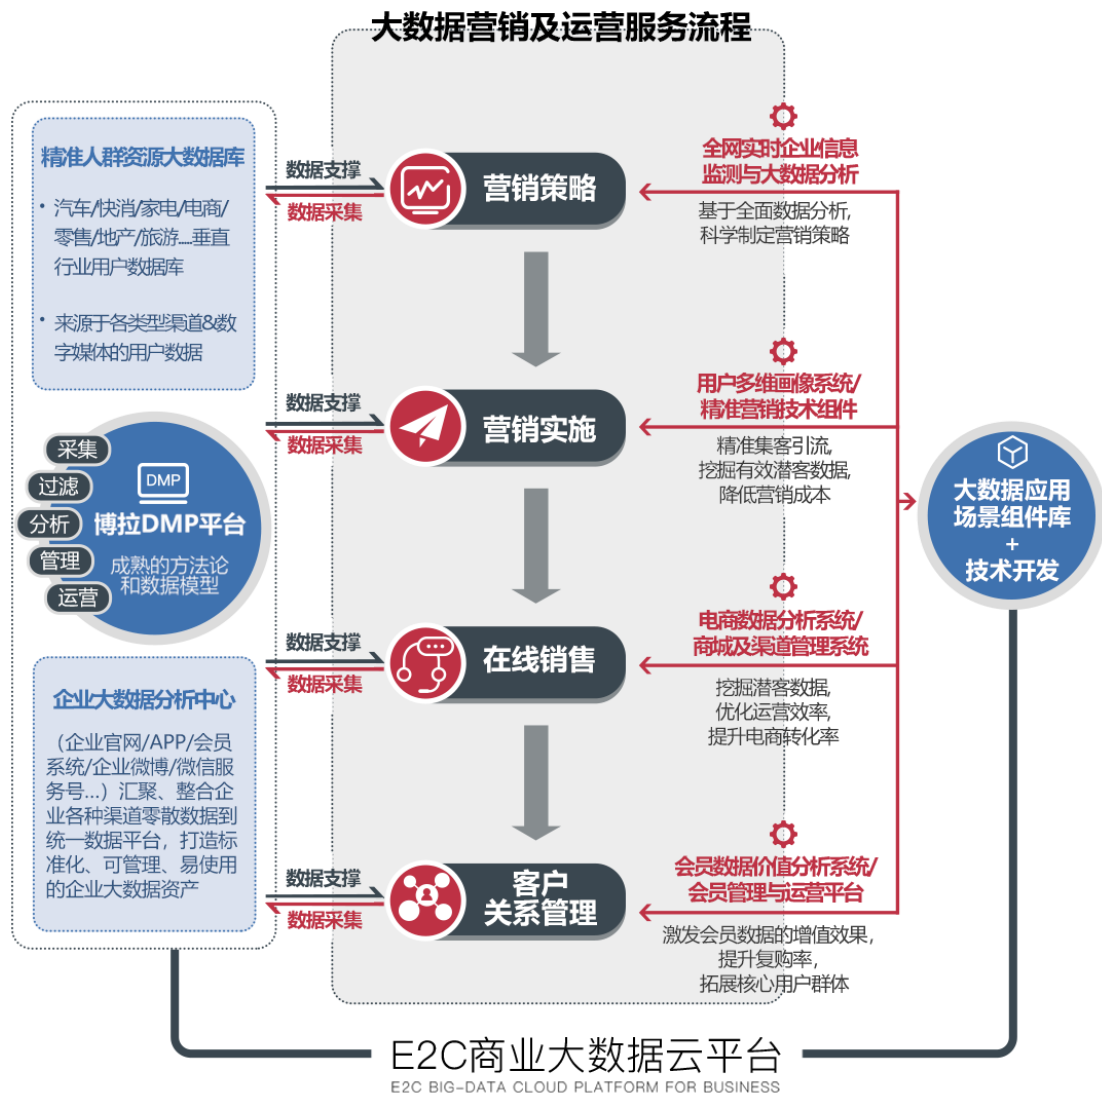 大数据营销及运营服务流程
精准人群资源大数据库
• 汽车/快消/家电/电商/
零售/地产/旅游....垂直
行业用户数据库
• 来源于各类型渠道&数
字媒体的用户数据
采集
过滤
分析
管理
运营
DMP
博拉DMP平台
成熟的方法论
和数据模型
企业大数据分析中心
（企业官网/APP/会员
系统/企业微博/微信服
务号...）汇聚、整合企
业各种渠道零散数据到
统一数据平台，打造标
准化、可管理、易使用
的企业大数据资产
数据支撑
数据采集
营销策略
数据支撑
数据采集
营销实施
数据支撑
数据采集
在线销售
数据支撑
数据采集
客户
关系管理
全网实时企业信息
监测与大数据分析
基于全面数据分析,
科学制定营销策略
用户多维画像系统/
精准营销技术组件
精准集客引流,
挖掘有效潜客数据,
降低营销成本
电商数据分析系统/
商城及渠道管理系统
挖掘潜客数据,
优化运营效率,
提升电商转化率
会员数据价值分析系统/
会员管理与运营平台
激发会员数据的增值效果,
提升复购率,
拓展核心用户群体
大数据应用
场景组件库
+
技术开发
E2C商业大数据云平台
E2C BIG-DATA CLOUD PLATFORM FOR BUSINESS